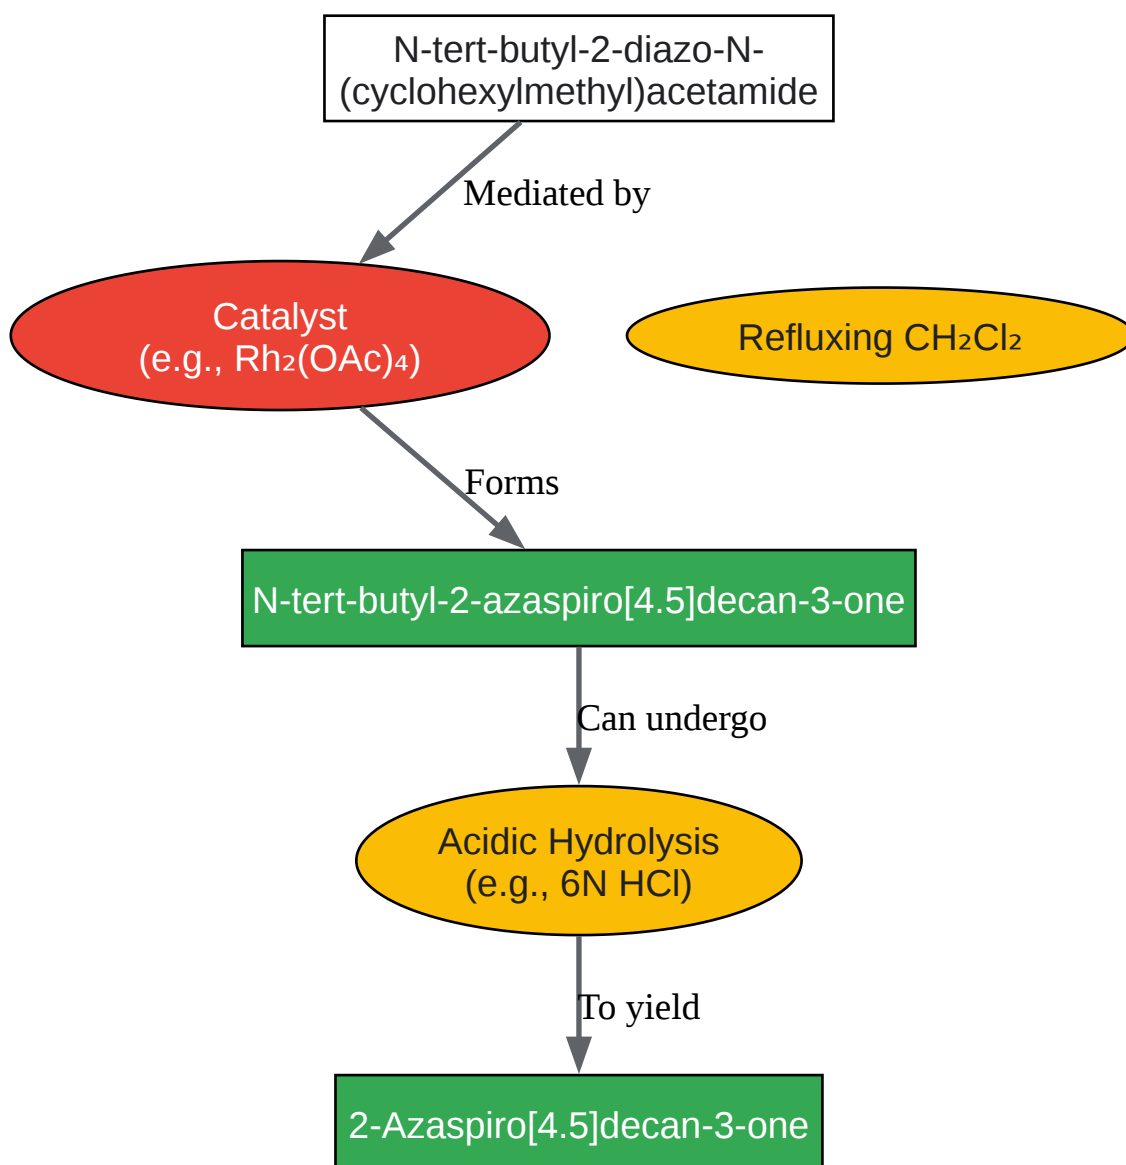 N-tert-butyl-2-diazo-N-
(cyclohexylmethyl)acetamide
Mediated by
Catalyst
(e.g., Rh₂(OAc)₄)
Refluxing CH₂Cl₂
Forms
N-tert-butyl-2-azaspiro[4.5]decan-3-one
Can undergo
Acidic Hydrolysis
(e.g., 6N HCl)
To yield
2-Azaspiro[4.5]decan-3-one